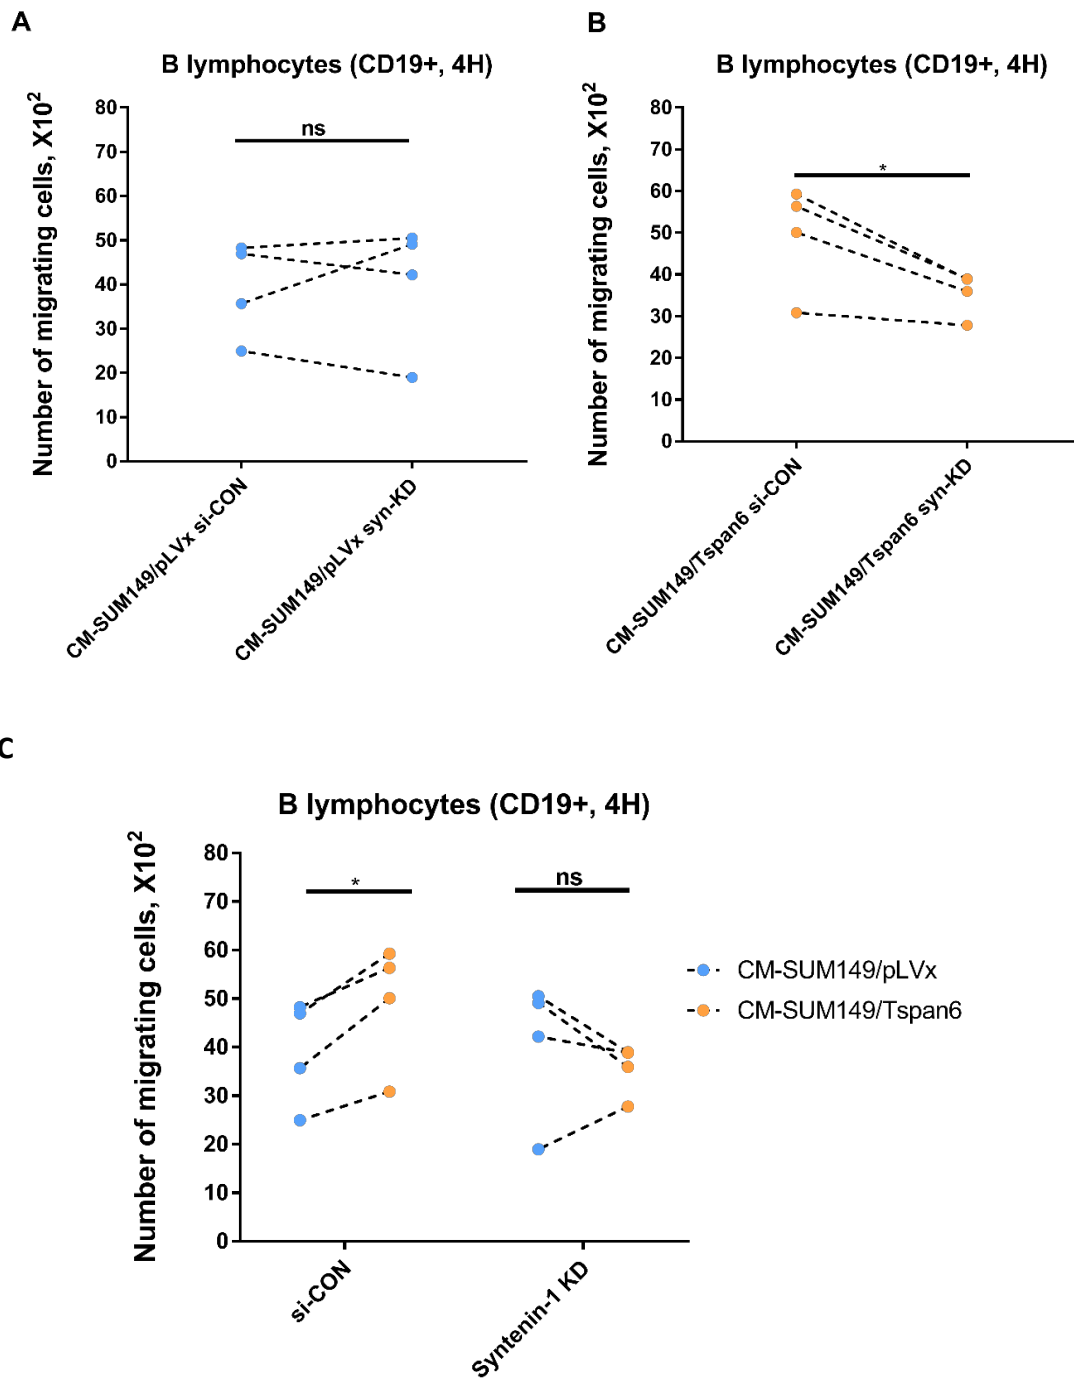 A
B lymphocytes (CD19+, 4H)
Number of migrating cells, X10²
80
70
60
50
40
30
20
10
0
ns
CM-SUM149/pLVx si-CON
CM-SUM149/pLVx syn-KD
B
B lymphocytes (CD19+, 4H)
Number of migrating cells, X10²
80
70
60
50
40
30
20
10
0
*
CM-SUM149/Tspan6 si-CON
CM-SUM149/Tspan6 syn-KD
C
B lymphocytes (CD19+, 4H)
Number of migrating cells, X10²
80
70
60
50
40
30
20
10
0
*
ns
si-CON
Syntenin-1 KD
CM-SUM149/pLVx
CM-SUM149/Tspan6